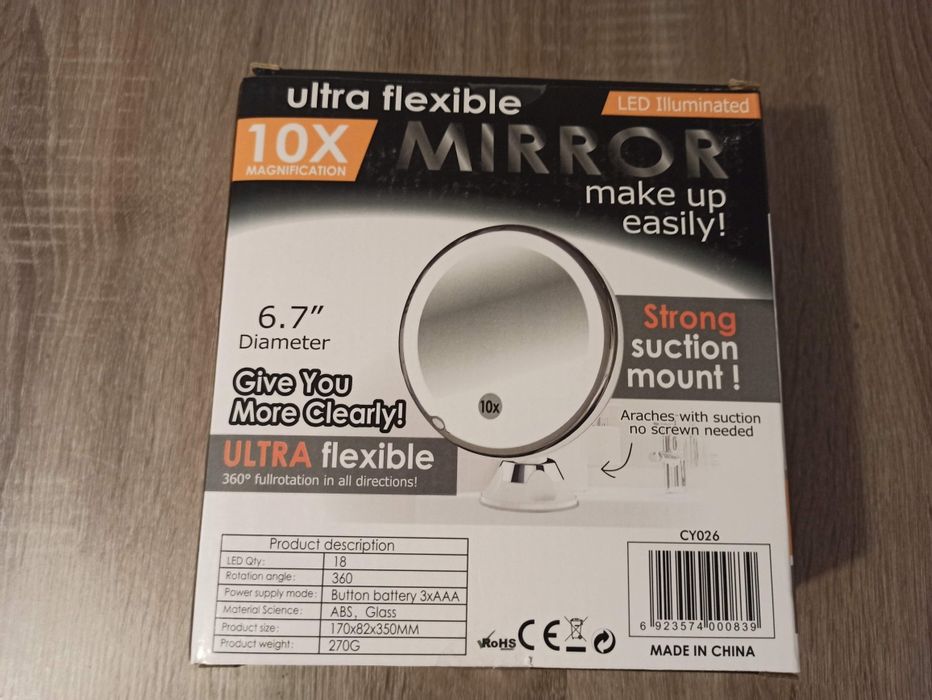 ultra flexible
LED Illuminated
10X
MAGNIFICATION
MIRROR
make up
easily!
6.7”
Diameter
Give You
More Clearly!
ULTRA flexible
360° fullrotation in all directions!
10x
Strong
suction
mount !
Araches with suction
no screwn needed
Product description
LED Qty: 18
Rotation angle: 360
Power supply mode: Button battery 3xAAA
Material Science: ABS, Glass
Product size: 170x82x350MM
Product weight: 270G
RoHS CE
CY026
6 923574 000839
MADE IN CHINA